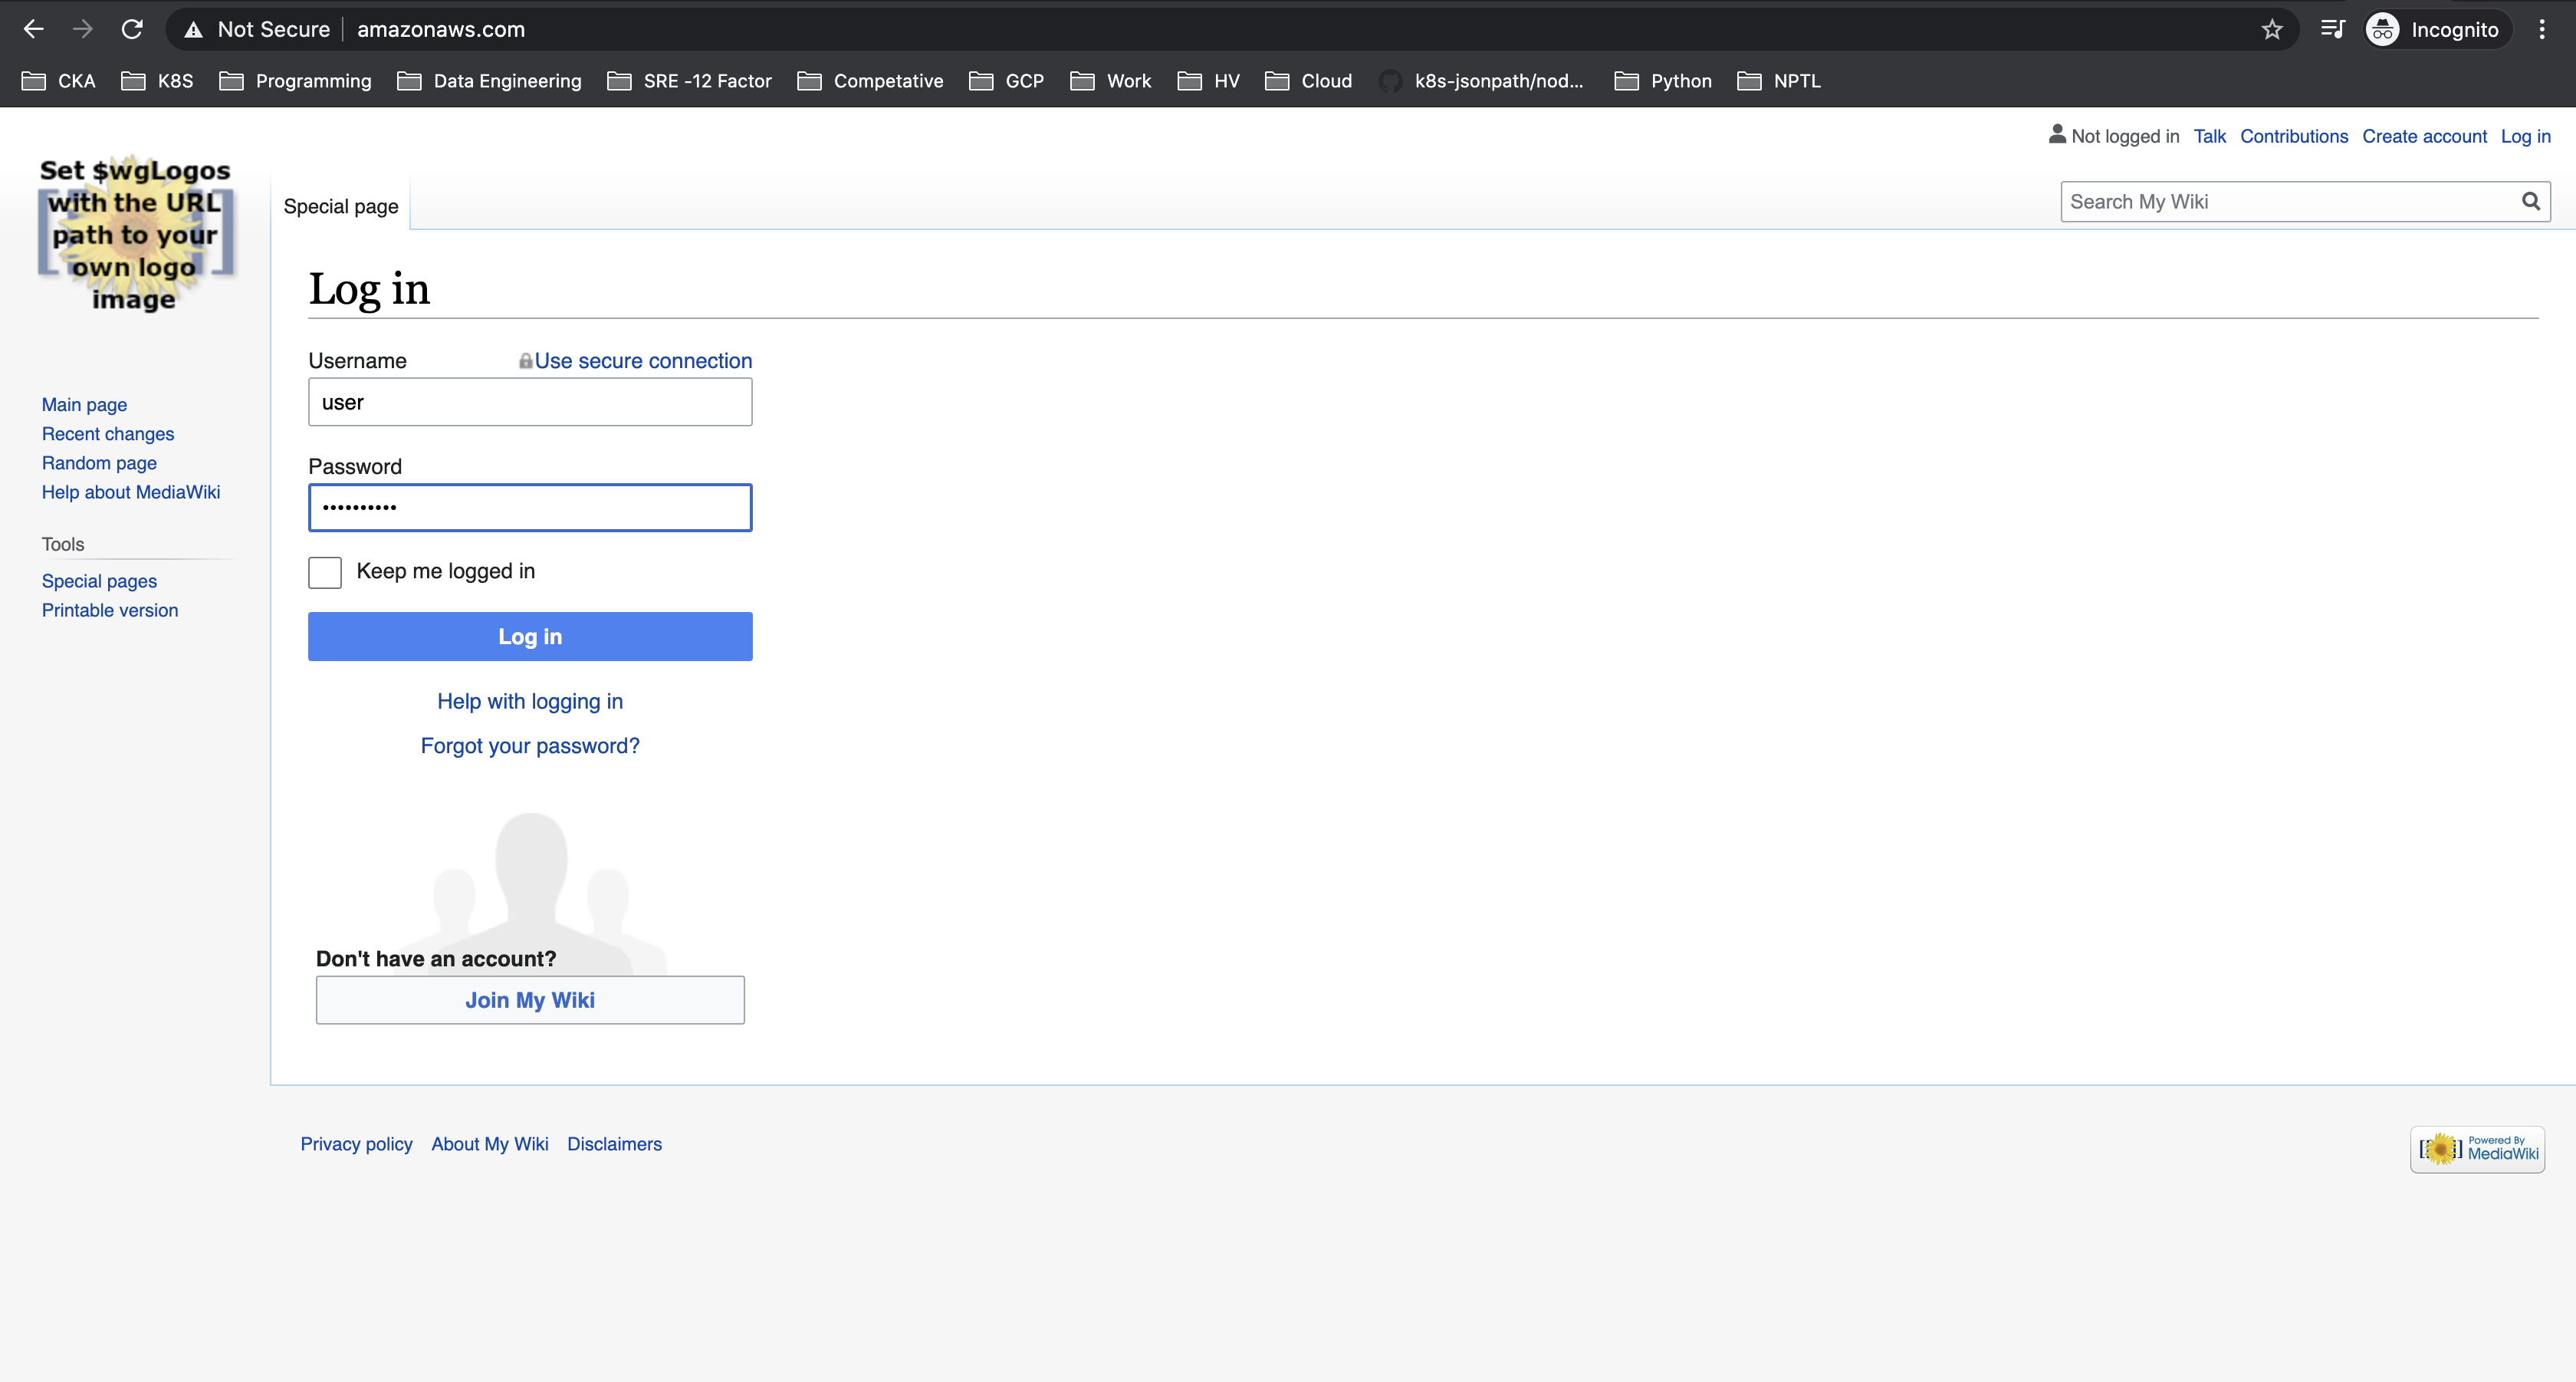 Not Secure amazonaws.com Incognito
CKA K8S Programming Data Engineering SRE -12 Factor Competative GCP Work HV Cloud k8s-jsonpath/nod... Python NPTL
Not logged in Talk Contributions Create account Log in
Set $wgLogos
with the URL
path to your
own logo
image
Special page
Search My Wiki
Log in
Username Use secure connection
user
Password
••••••••••
Keep me logged in
Log in
Help with logging in
Forgot your password?
Don't have an account?
Join My Wiki
Main page
Recent changes
Random page
Help about MediaWiki
Tools
Special pages
Printable version
Privacy policy About My Wiki Disclaimers
Powered By
MediaWiki